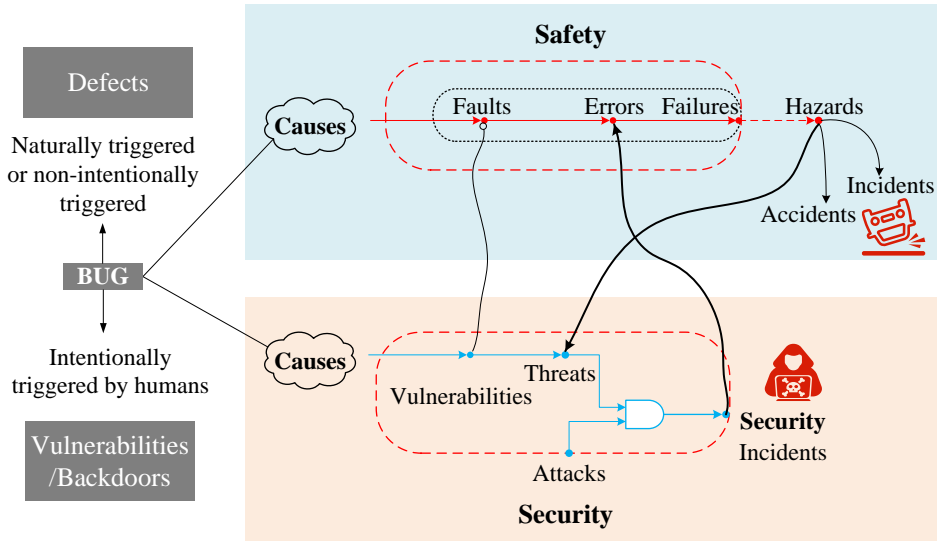 Defects
Naturally triggered
or non-intentionally
triggered
BUG
Intentionally
triggered by humans
Vulnerabilities
/Backdoors
Safety
Causes
Faults
Errors
Failures
Hazards
Incidents
Accidents
Causes
Vulnerabilities
Threats
Attacks
Security
Incidents
Security